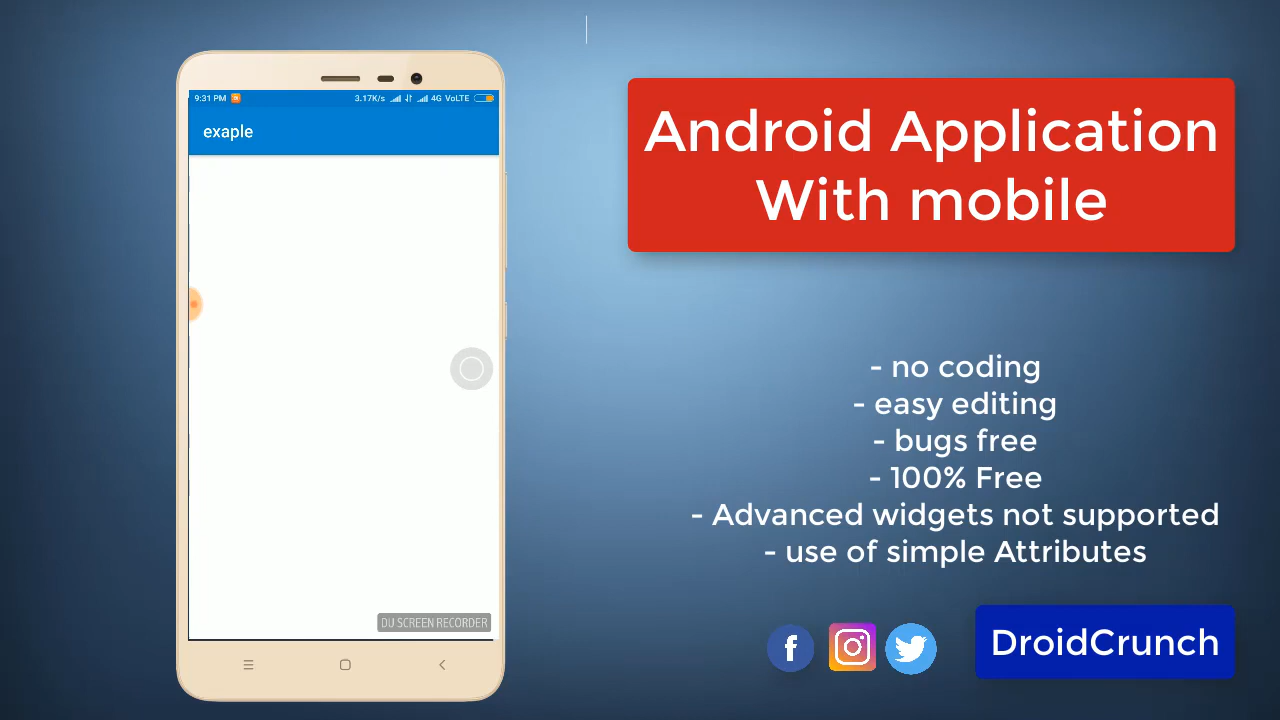 9:31 PM
3.17K/s 4G VoLTE
exaple
DU SCREEN RECORDER
Android Application
With mobile
- no coding
- easy editing
- bugs free
- 100% Free
- Advanced widgets not supported
- use of simple Attributes
DroidCrunch